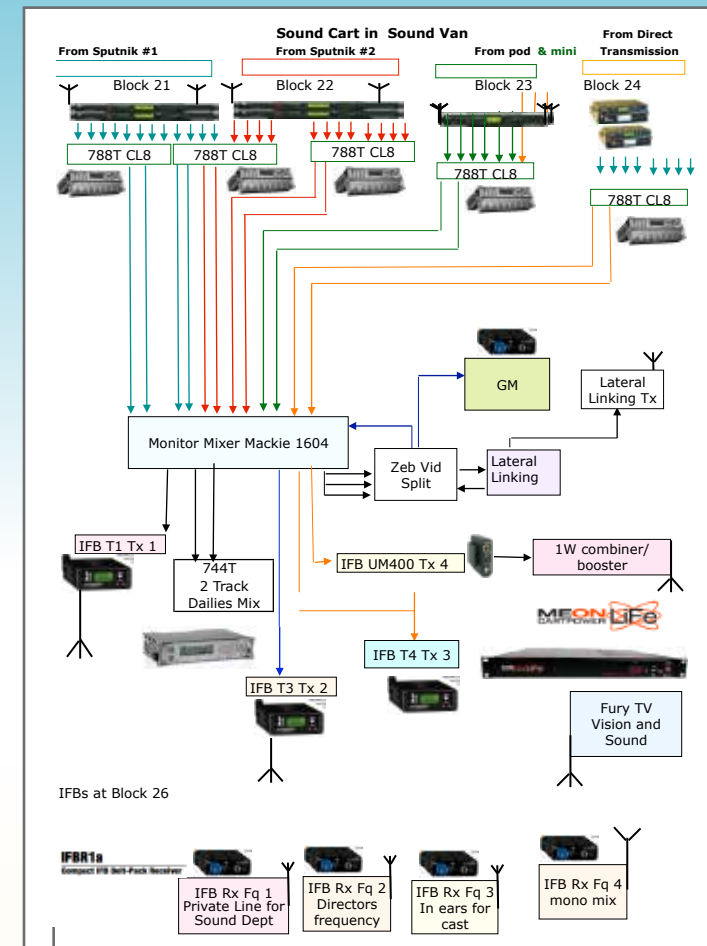 Sound Cart in Sound Van
From Sputnik #1
From Sputnik #2
From pod & mini
From Direct
Transmission
Block 21
Block 22
Block 23
Block 24
788T CL8
788T CL8
788T CL8
788T CL8
788T CL8
GM
Lateral
Linking Tx
Monitor Mixer Mackie 1604
Zeb Vid
Split
Lateral
Linking
IFB T1 Tx 1
744T
2 Track
Dailies Mix
IFB UM400 Tx 4
1W combiner/
booster
MEON LiFe
CARTPOWER
IFB T4 Tx 3
IFB T3 Tx 2
Fury TV
Vision and
Sound
IFBs at Block 26
IFBR1a
Compact IFB Belt-Pack Receiver
IFB Rx Fq 1
Private Line for
Sound Dept
IFB Rx Fq 2
Directors
frequency
IFB Rx Fq 3
In ears for
cast
IFB Rx Fq 4
mono mix